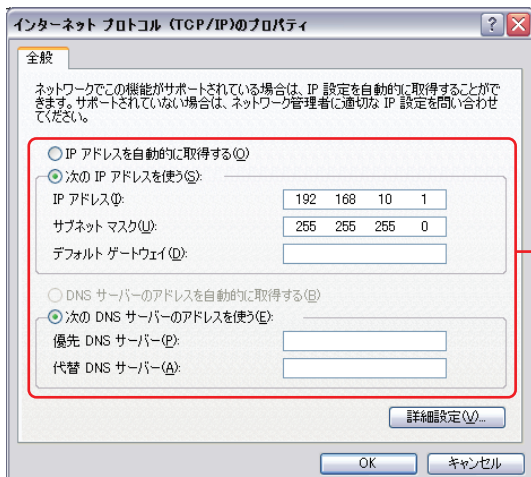 インターネット プロトコル (TCP/IP)のプロパティ
全般
ネットワークでこの機能がサポートされている場合は、IP 設定を自動的に取得することがで
きます。サポートされていない場合は、ネットワーク管理者に適切な IP 設定を問い合わせ
てください。
IP アドレスを自動的に取得する(O)
次の IP アドレスを使う(S):
IP アドレス(I): 192 168 10 1
サブネット マスク(U): 255 255 255 0
デフォルト ゲートウェイ(D):
DNS サーバーのアドレスを自動的に取得する(B)
次の DNS サーバーのアドレスを使う(E):
優先 DNS サーバー(P):
代替 DNS サーバー(A):
詳細設定(V)...
OK キャンセル